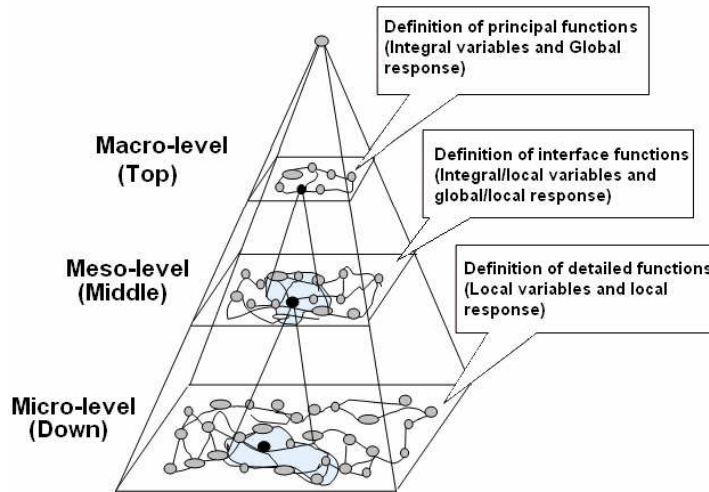 Definition of principal functions
(Integral variables and Global
response)
Macro-level
(Top)
Definition of interface functions
(Integral/local variables and
global/local response)
Meso-level
(Middle)
Definition of detailed functions
(Local variables and local
response)
Micro-level
(Down)